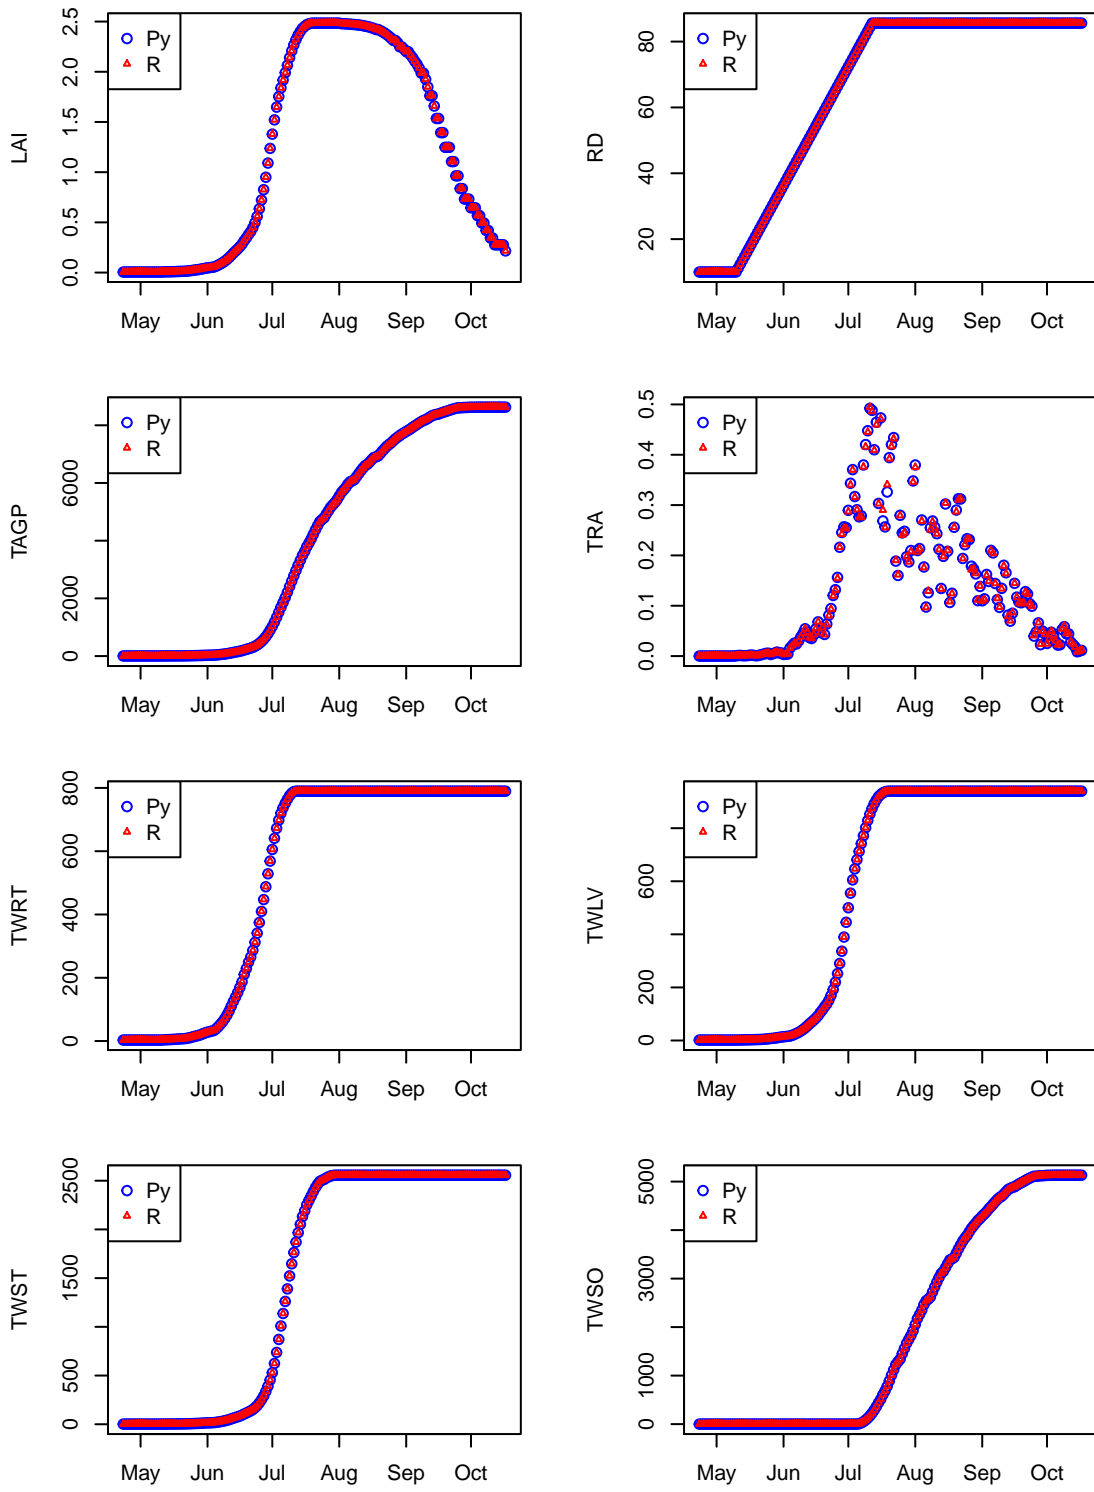 LAI
0.0 0.5 1.0 1.5 2.0 2.5
Py
R
May Jun Jul Aug Sep Oct
RD
20 40 60 80
Py
R
May Jun Jul Aug Sep Oct
TAGP
0 2000 6000
Py
R
May Jun Jul Aug Sep Oct
TRA
0.0 0.1 0.2 0.3 0.4 0.5
Py
R
May Jun Jul Aug Sep Oct
TWRT
0 200 400 600 800
Py
R
May Jun Jul Aug Sep Oct
TWLV
0 200 600
Py
R
May Jun Jul Aug Sep Oct
TWST
0 500 1500 2500
Py
R
May Jun Jul Aug Sep Oct
TWSO
0 1000 3000 5000
Py
R
May Jun Jul Aug Sep Oct